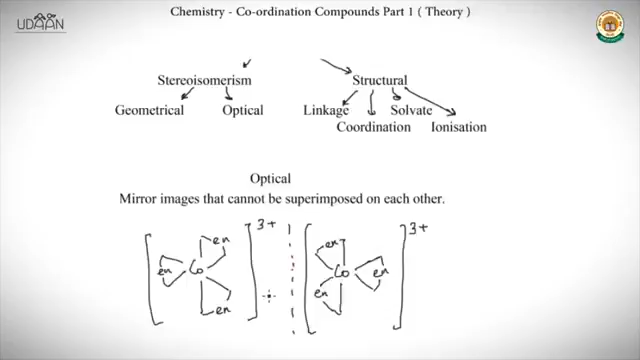 Chemistry - Co-ordination Compounds Part 1 ( Theory )
UDAAN
Stereoisomerism Structural
Geometrical Optical Linkage Solvate
Coordination Ionisation
Optical
Mirror images that cannot be superimposed on each other.
3+ 3+
en en
en Co Co en
en en